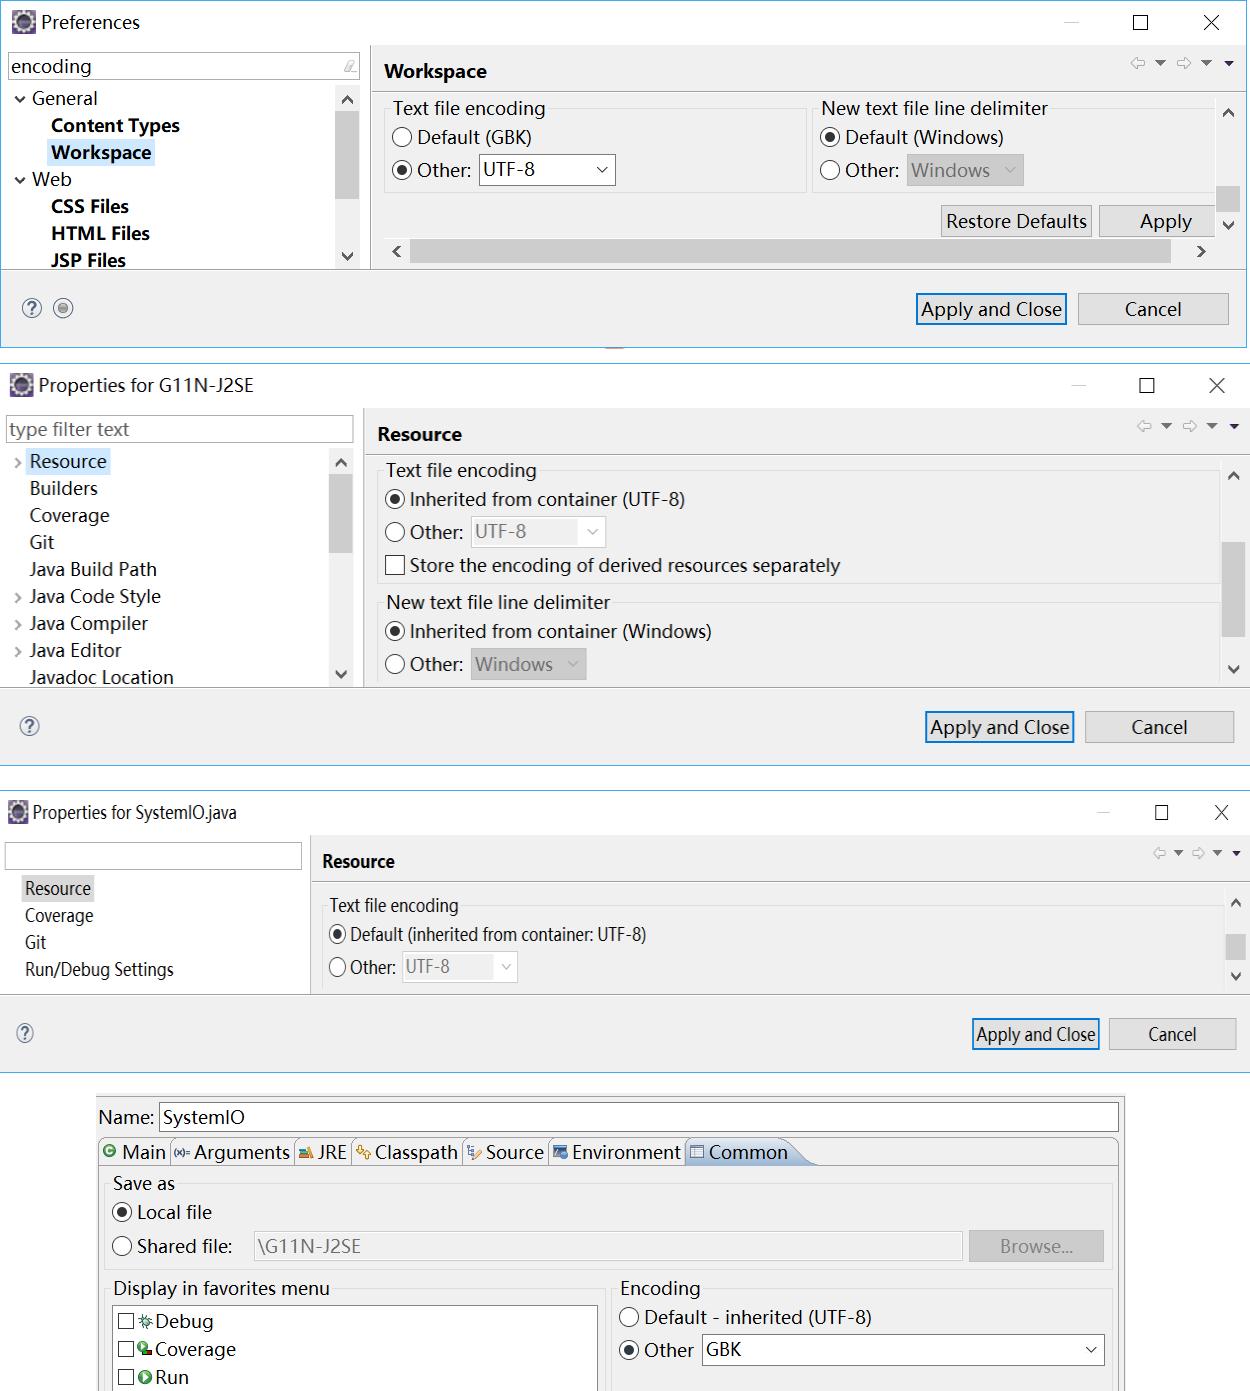 Preferences
encoding
General
Content Types
Workspace
Web
CSS Files
HTML Files
JSP Files
Workspace
Text file encoding
Default (GBK)
Other: UTF-8
New text file line delimiter
Default (Windows)
Other: Windows
Restore Defaults Apply
Apply and Close Cancel
Properties for G11N-J2SE
type filter text
Resource
Builders
Coverage
Git
Java Build Path
Java Code Style
Java Compiler
Java Editor
Javadoc Location
Resource
Text file encoding
Inherited from container (UTF-8)
Other: UTF-8
Store the encoding of derived resources separately
New text file line delimiter
Inherited from container (Windows)
Other: Windows
Apply and Close Cancel
Properties for SystemIO.java
Resource
Coverage
Git
Run/Debug Settings
Resource
Text file encoding
Default (inherited from container: UTF-8)
Other: UTF-8
Apply and Close Cancel
Name: SystemIO
Main (x)= Arguments JRE Classpath Source Environment Common
Save as
Local file
Shared file: \G11N-J2SE Browse...
Display in favorites menu
Debug
Coverage
Run
Encoding
Default - inherited (UTF-8)
Other GBK